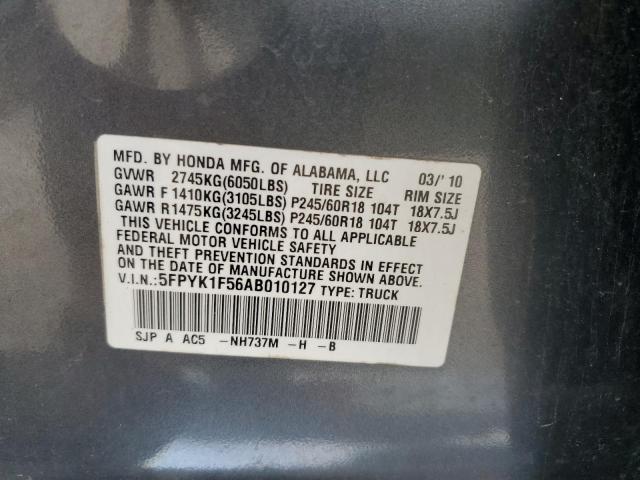 MFD. BY HONDA MFG. OF ALABAMA, LLC 03/'10
GVWR 2745KG(6050LBS) TIRE SIZE RIM SIZE
GAWR F 1410KG(3105LBS) P245/60R18 104T 18X7.5J
GAWR R1475KG(3245LBS) P245/60R18 104T 18X7.5J
THIS VEHICLE CONFORMS TO ALL APPLICABLE
FEDERAL MOTOR VEHICLE SAFETY
AND THEFT PREVENTION STANDARDS IN EFFECT
ON THE DATE OF MANUFACTURE SHOWN ABOVE.
V.I.N.:5FPYK1F56AB010127 TYPE: TRUCK
SJP A AC5 -NH737M -H -B